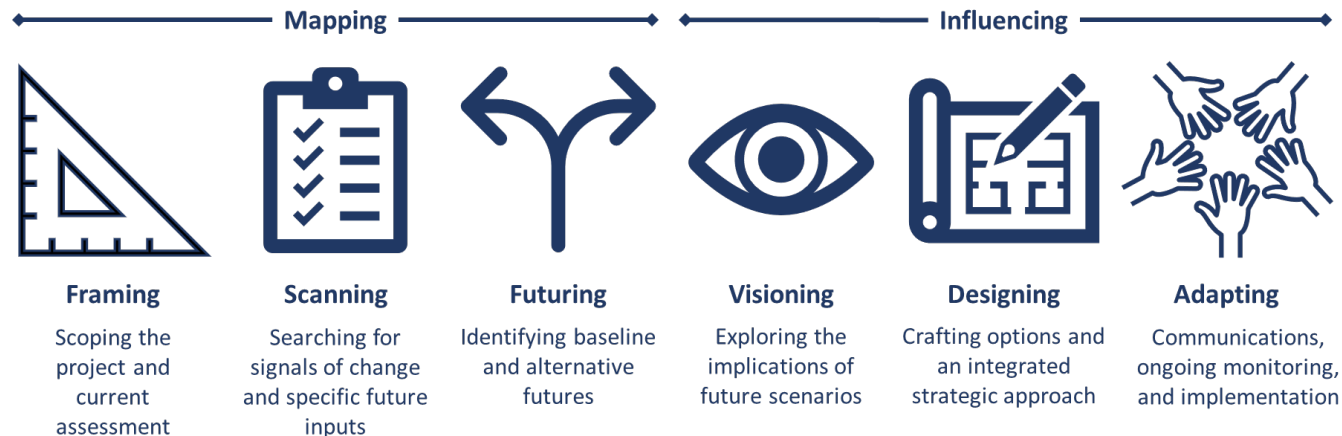 Mapping
Influencing
Framing
Scoping the
project and
current
assessment
Scanning
Searching for
signals of change
and specific future
inputs
Futuring
Identifying baseline
and alternative
futures
Visioning
Exploring the
implications of
future scenarios
Designing
Crafting options and
an integrated
strategic approach
Adapting
Communications,
ongoing monitoring,
and implementation